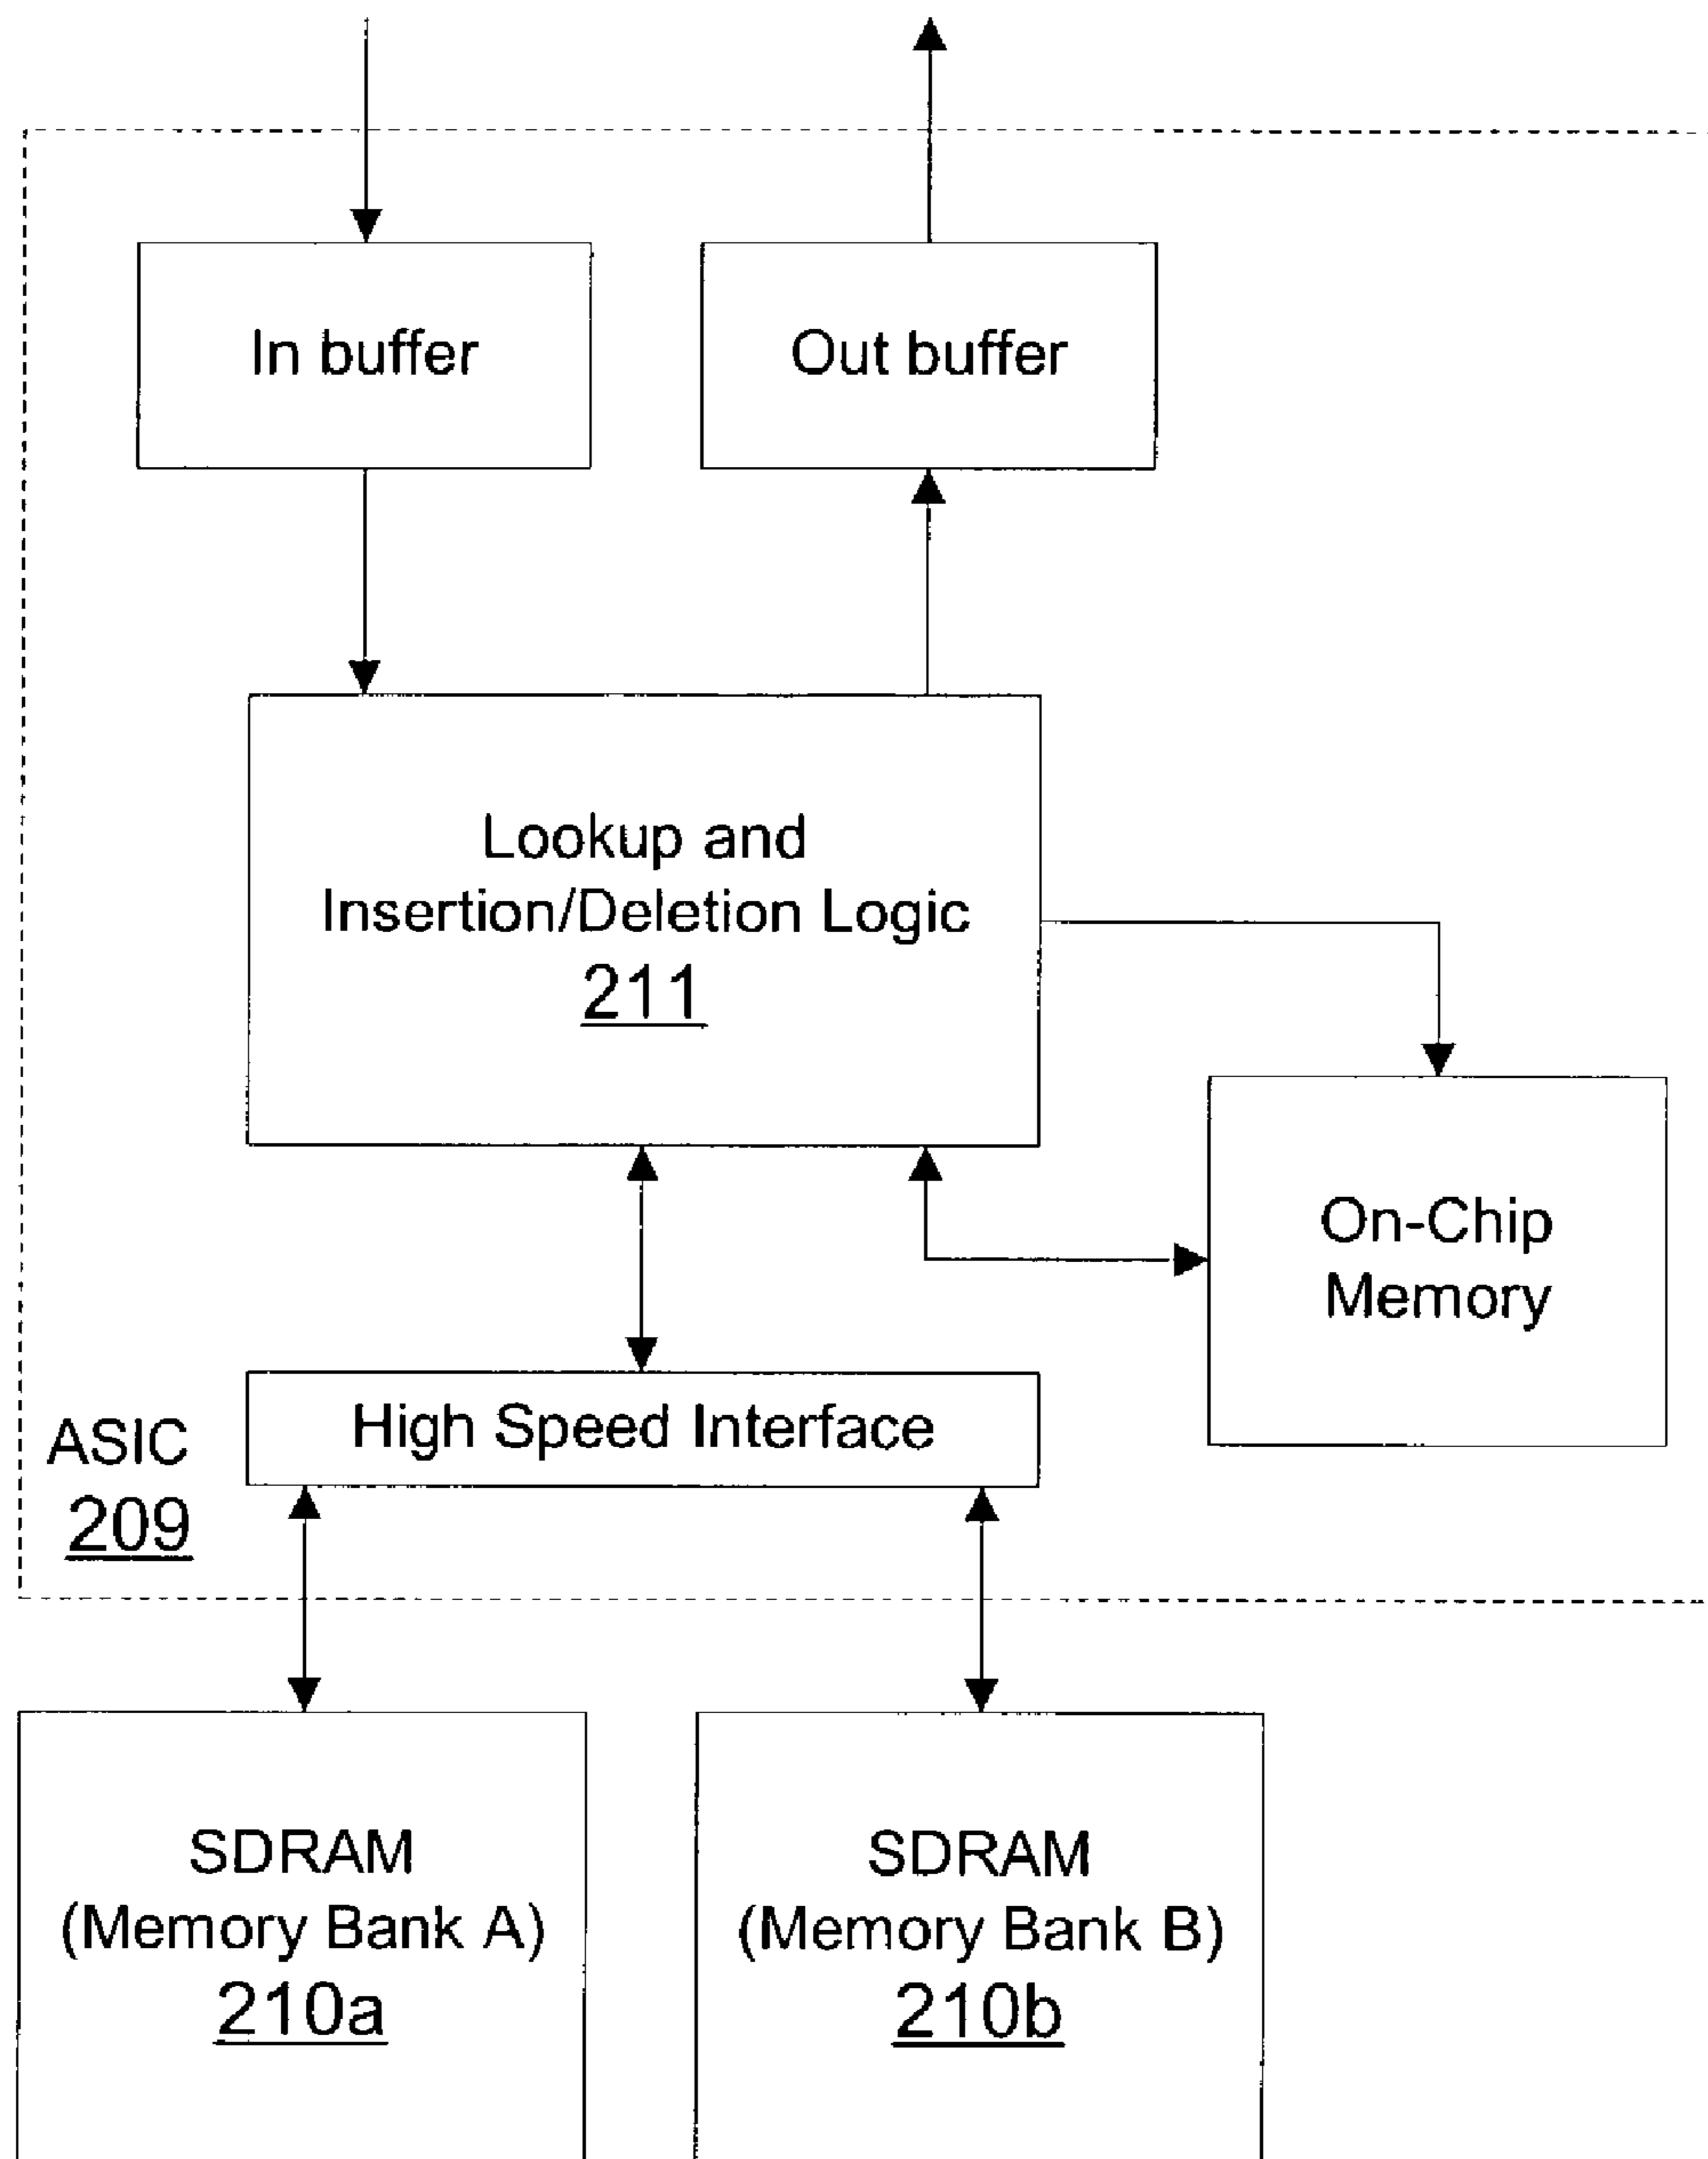 In buffer
Out buffer
Lookup and
Insertion/Deletion Logic
211
On-Chip
Memory
High Speed Interface
ASIC
209
SDRAM
(Memory Bank A)
210a
SDRAM
(Memory Bank B)
210b